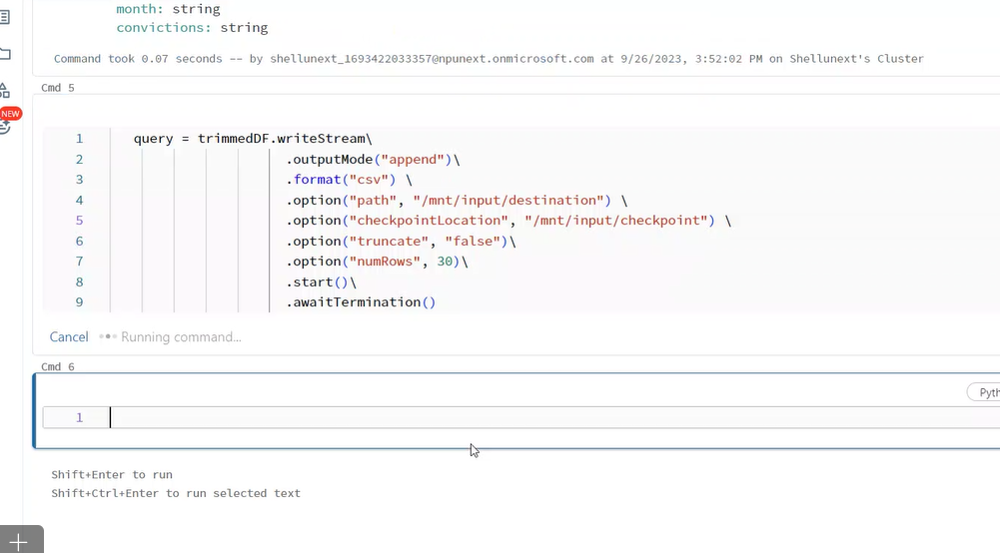 month: string
convictions: string
Command took 0.07 seconds -- by shellunext_1693422033357@npunext.onmicrosoft.com at 9/26/2023, 3:52:02 PM on Shellunext's Cluster
Cmd 5
NEW
1 query = trimmedDF.writeStream\
2 .outputMode("append")\
3 .format("csv") \
4 .option("path", "/mnt/input/destination") \
5 .option("checkpointLocation", "/mnt/input/checkpoint") \
6 .option("truncate", "false")\
7 .option("numRows", 30)\
8 .start()\
9 .awaitTermination()
Cancel Running command...
Cmd 6
Pyth
1
Shift+Enter to run
Shift+Ctrl+Enter to run selected text